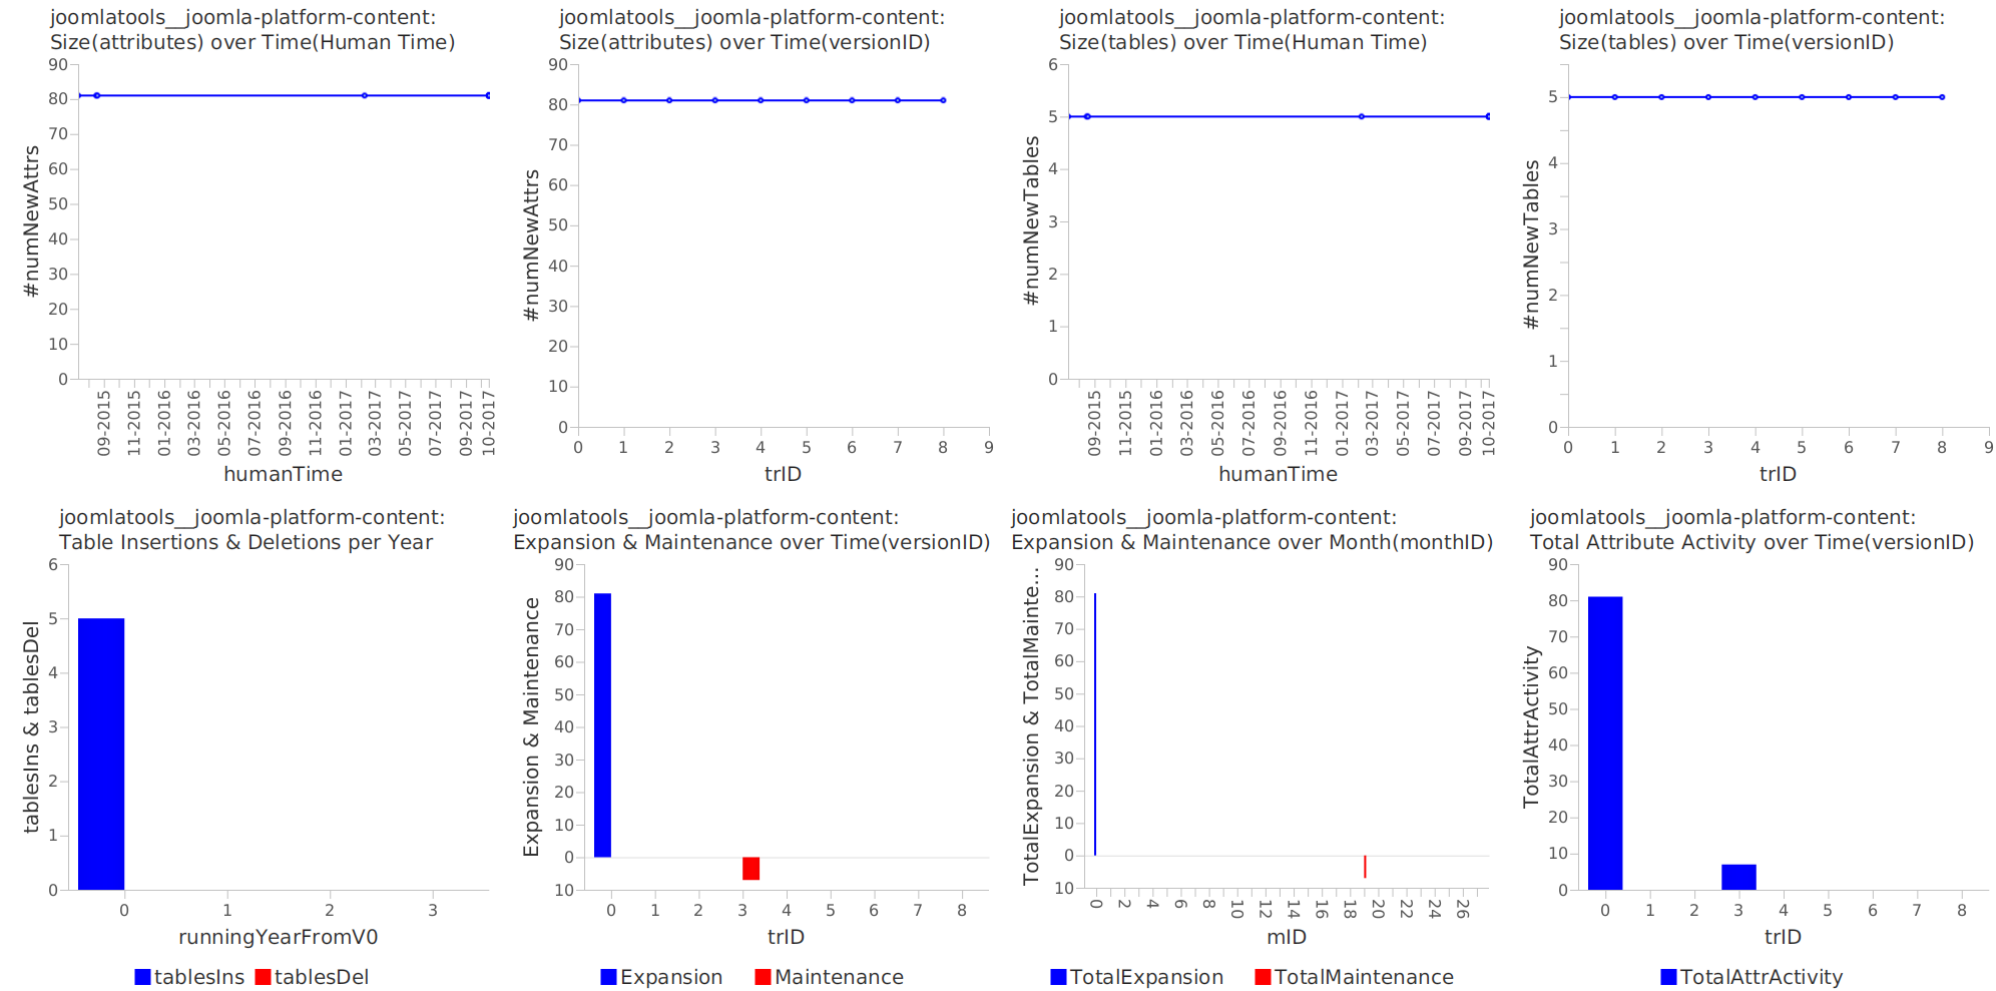 joomlatools__joomla-platform-content:
Size(attributes) over Time(Human Time)
90
80
70
60
50
40
30
20
10
0
#numNewAttrs
09-2015
11-2015
01-2016
03-2016
05-2016
07-2016
09-2016
11-2016
01-2017
03-2017
05-2017
07-2017
09-2017
10-2017
humanTime
joomlatools__joomla-platform-content:
Size(attributes) over Time(versionID)
90
80
70
60
50
40
30
20
10
0
#numNewAttrs
0 1 2 3 4 5 6 7 8 9
trID
joomlatools__joomla-platform-content:
Size(tables) over Time(Human Time)
6
5
4
3
2
1
0
#numNewTables
09-2015
11-2015
01-2016
03-2016
05-2016
07-2016
09-2016
11-2016
01-2017
03-2017
05-2017
07-2017
09-2017
10-2017
humanTime
joomlatools__joomla-platform-content:
Size(tables) over Time(versionID)
5
4
3
2
1
0
#numNewTables
0 1 2 3 4 5 6 7 8 9
trID
joomlatools__joomla-platform-content:
Table Insertions & Deletions per Year
6
5
4
3
2
1
0
tablesIns & tablesDel
0 1 2 3
runningYearFromV0
tablesIns tablesDel
joomlatools__joomla-platform-content:
Expansion & Maintenance over Time(versionID)
90
80
70
60
50
40
30
20
10
0
10
Expansion & Maintenance
0 1 2 3 4 5 6 7 8
trID
Expansion Maintenance
joomlatools__joomla-platform-content:
Expansion & Maintenance over Month(monthID)
90
80
70
60
50
40
30
20
10
0
10
TotalExpansion & TotalMainte...
0 2 4 6 8 10 12 14 16 18 20 22 24 26
mID
TotalExpansion TotalMaintenance
joomlatools__joomla-platform-content:
Total Attribute Activity over Time(versionID)
90
80
70
60
50
40
30
20
10
0
TotalAttrActivity
0 1 2 3 4 5 6 7 8
trID
TotalAttrActivity